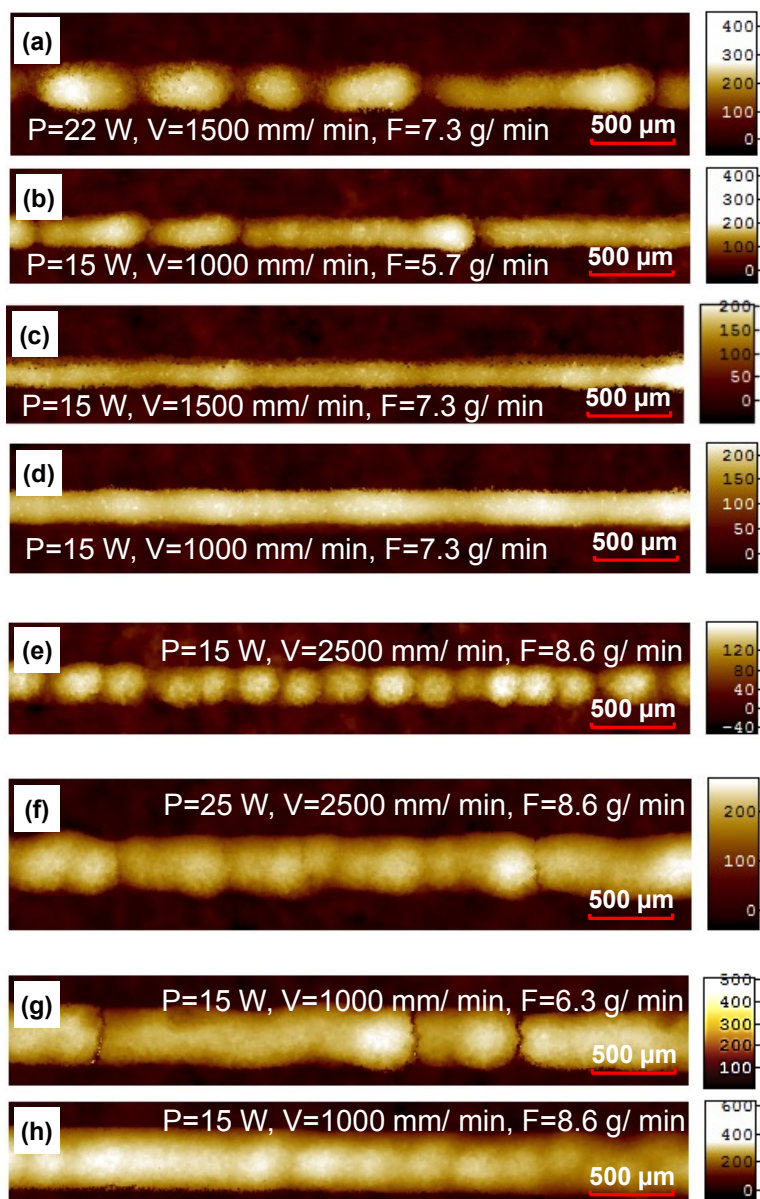 (a)
P=22 W, V=1500 mm/ min, F=7.3 g/ min
500 µm
400
300
200
100
0
(b)
P=15 W, V=1000 mm/ min, F=5.7 g/ min
500 µm
400
300
200
100
0
(c)
P=15 W, V=1500 mm/ min, F=7.3 g/ min
500 µm
200
150
100
50
0
(d)
P=15 W, V=1000 mm/ min, F=7.3 g/ min
500 µm
200
150
100
50
0
(e)
P=15 W, V=2500 mm/ min, F=8.6 g/ min
500 µm
120
80
40
0
-40
(f)
P=25 W, V=2500 mm/ min, F=8.6 g/ min
500 µm
200
100
0
(g)
P=15 W, V=1000 mm/ min, F=6.3 g/ min
500 µm
500
400
300
200
100
(h)
P=15 W, V=1000 mm/ min, F=8.6 g/ min
500 µm
600
400
200
0